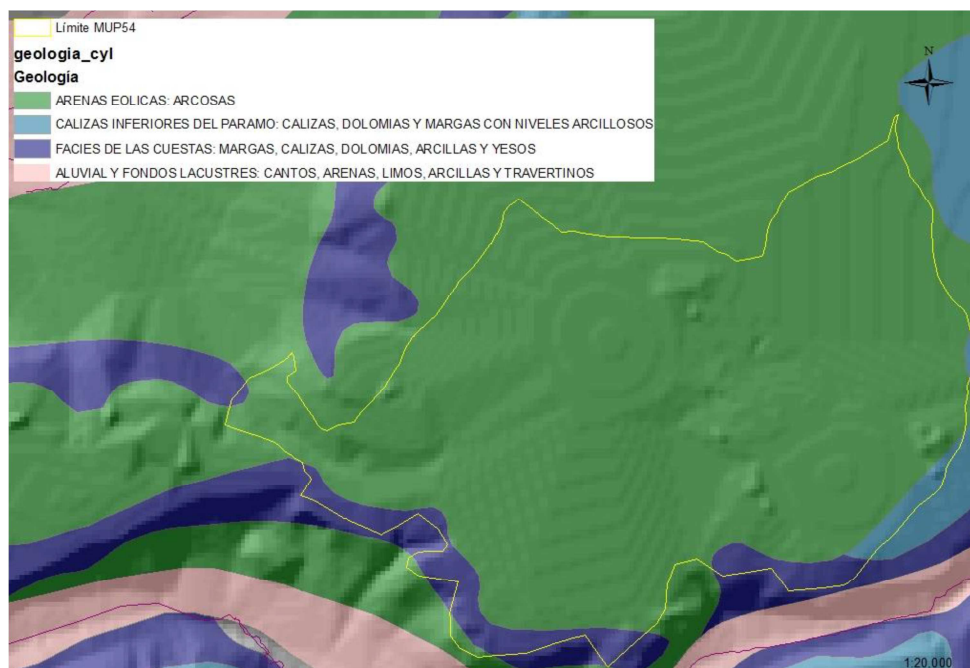 Límite MUP54
geologia_cyl
Geología
ARENAS EOLICAS: ARCOSAS
CALIZAS INFERIORES DEL PARAMO: CALIZAS, DOLOMIAS Y MARGAS CON NIVELES ARCILLOSOS
FACIES DE LAS CUESTAS: MARGAS, CALIZAS, DOLOMIAS, ARCILLAS Y YESOS
ALUVIAL Y FONDOS LACUSTRES: CANTOS, ARENAS, LIMOS, ARCILLAS Y TRAVERTINOS
N
1:20.000